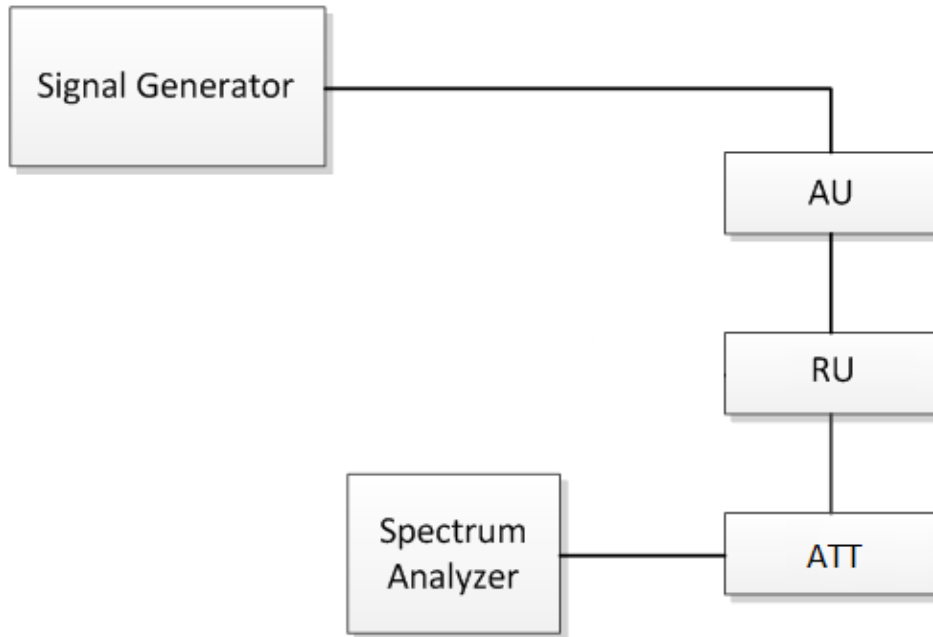 Signal Generator
AU
RU
Spectrum
Analyzer
ATT